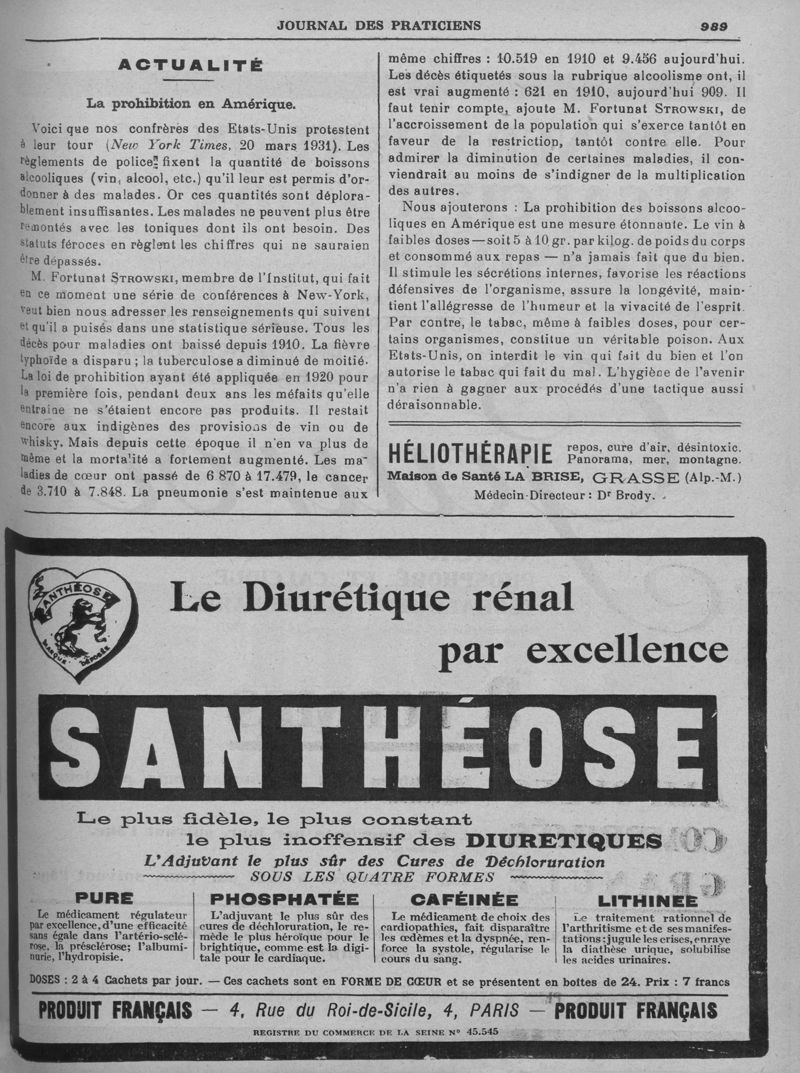 JOURNAL DES PRATICIENS 989
ACTUALITÉ
La prohibition en Amérique.
Voici que nos confrères des Etats-Unis protestent
à leur tour (New York Times, 20 mars 1931). Les
règlements de police fixent la quantité de boissons
alcooliques (vin, alcool, etc.) qu'il leur est permis d'or-
donner à des malades. Or ces quantités sont déplora-
blement insuffisantes. Les malades ne peuvent plus être
remontés avec les toniques dont ils ont besoin. Des
statuts féroces en règlent les chiffres qui ne sauraien
être dépassés.
M. Fortunat STROWSKI, membre de l'Institut, qui fait
en ce moment une série de conférences à New-York,
veut bien nous adresser les renseignements qui suivent
et qu'il a puisés dans une statistique sérieuse. Tous les
décès pour maladies ont baissé depuis 1910. La fièvre
typhoïde a disparu ; la tuberculose a diminué de moitié.
La loi de prohibition ayant été appliquée en 1920 pour
la première fois, pendant deux ans les méfaits qu'elle
entraine ne s'étaient encore pas produits. Il restait
encore aux indigènes des provisions de vin ou de
whisky. Mais depuis cette époque il n'en va plus de
même et la mortalité a fortement augmenté. Les ma-
ladies de cœur ont passé de 6 870 à 17.479, le cancer
de 3.710 à 7.848. La pneumonie s'est maintenue aux
même chiffres : 10.519 en 1910 et 9.456 aujourd'hui.
Les décès étiquetés sous la rubrique alcoolisme ont, il
est vrai augmenté : 621 en 1910, aujourd'hui 909. Il
faut tenir compte, ajoute M. Fortunat STROWSKI, de
l'accroissement de la population qui s'exerce tantôt en
faveur de la restriction, tantôt contre elle. Pour
admirer la diminution de certaines maladies, il con-
viendrait au moins de s'indigner de la multiplication
des autres.
Nous ajouterons : La prohibition des boissons alcoo-
liques en Amérique est une mesure étonnante. Le vin à
faibles doses — soit 5 à 10 gr. par kilog. de poids du corps
et consommé aux repas — n'a jamais fait que du bien.
Il stimule les sécrétions internes, favorise les réactions
défensives de l'organisme, assure la longévité, main-
tient l'allégresse de l'humeur et la vivacité de l'esprit.
Par contre, le tabac, même à faibles doses, pour cer-
tains organismes, constitue un véritable poison. Aux
Etats-Unis, on interdit le vin qui fait du bien et l'on
autorise le tabac qui fait du mal. L'hygiène de l'avenir
n'a rien à gagner aux procédés d'une tactique aussi
déraisonnable.
HÉLIOTHÉRAPIE repos, cure d'air, désintoxic.
Panorama, mer, montagne.
Maison de Santé LA BRISE, GRASSE (Alp.-M.)
Médecin-Directeur : Dr Brody.
SANTHÉOSE
MARQUE DÉPOSÉE
Le Diurétique rénal
par excellence
SANTHÉOSE
Le plus fidèle, le plus constant
le plus inoffensif des DIURETIQUES
L'Adjuvant le plus sûr des Cures de Déchloruration
SOUS LES QUATRE FORMES
PURE
Le médicament régulateur
par excellence, d'une efficacité
sans égale dans l'artério-sclé-
rose, la présclérose; l'albumi-
nurie, l'hydropisie.
PHOSPHATÉE
L'adjuvant le plus sûr des
cures de déchloruration, le re-
mède le plus héroïque pour le
brightique, comme est la digi-
tale pour le cardiaque.
CAFÉINÉE
Le médicament de choix des
cardiopathies, fait disparaître
les œdèmes et la dyspnée, ren-
force la systole, régularise le
cours du sang.
LITHINEE
Le traitement rationnel de
l'arthritisme et de ses manifes-
tations : jugule les crises, enraye
la diathèse urique, solubilise
les acides urinaires.
DOSES : 2 à 4 Cachets par jour. — Ces cachets sont en FORME DE CŒUR et se présentent en boîtes de 24. Prix : 7 francs
PRODUIT FRANÇAIS — 4, Rue du Roi-de-Sicile, 4, PARIS — PRODUIT FRANÇAIS
REGISTRE DU COMMERCE DE LA SEINE N° 45.545